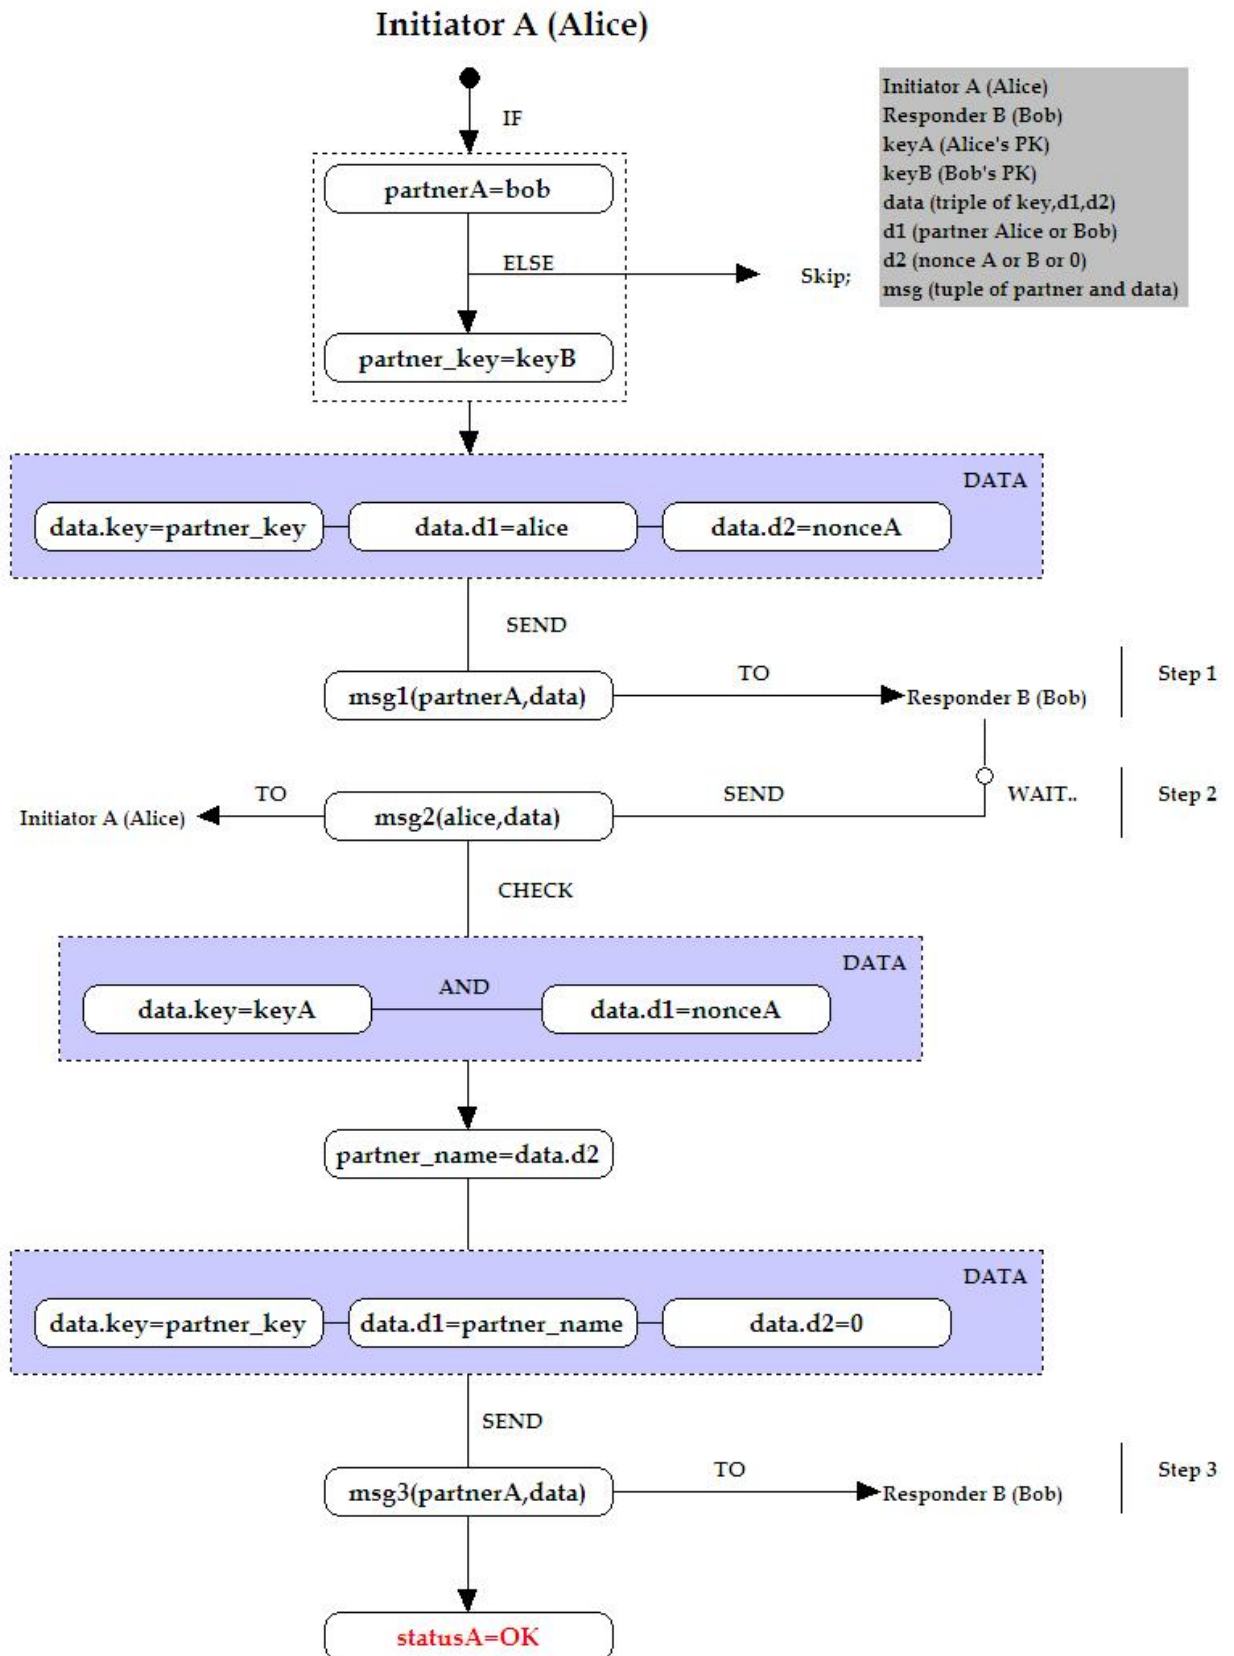 Initiator A (Alice)
Initiator A (Alice)
Responder B (Bob)
keyA (Alice's PK)
keyB (Bob's PK)
data (triple of key,d1,d2)
d1 (partner Alice or Bob)
d2 (nonce A or B or 0)
msg (tuple of partner and data)
IF
partnerA=bob
ELSE
Skip;
partner_key=keyB
DATA
data.key=partner_key
data.d1=alice
data.d2=nonceA
SEND
msg1(partnerA,data)
TO
Responder B (Bob)
Step 1
WAIT..
Step 2
SEND
msg2(alice,data)
TO
Initiator A (Alice)
CHECK
DATA
data.key=keyA
AND
data.d1=nonceA
partner_name=data.d2
DATA
data.key=partner_key
data.d1=partner_name
data.d2=0
SEND
msg3(partnerA,data)
TO
Responder B (Bob)
Step 3
statusA=OK